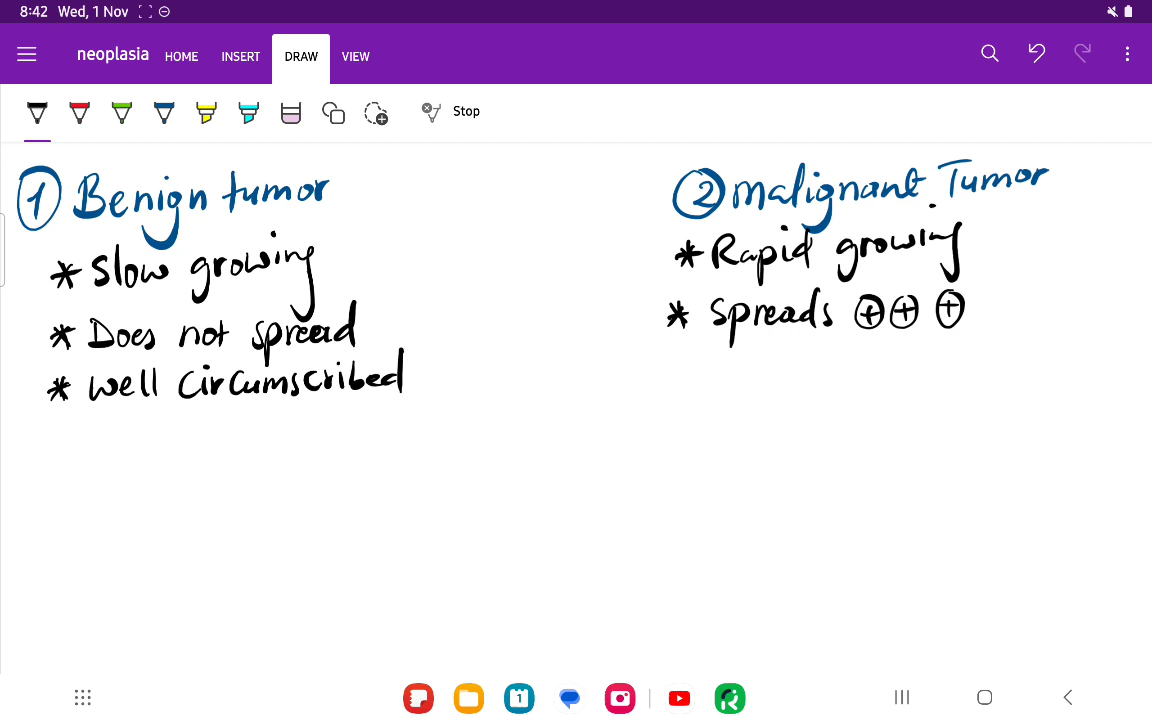 8:42 Wed, 1 Nov
neoplasia HOME INSERT DRAW VIEW
Stop
① Benign tumor
* Slow growing
* Does not spread
* well circumscribed
② malignant Tumor
* Rapid growing
* Spreads ⊕ ⊕ ⊕
1